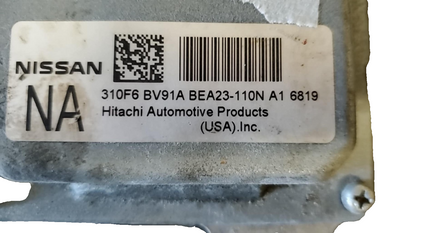 NISSAN
NA
310F6 BV91A BEA23-110N A1 6819
Hitachi Automotive Products
(USA).Inc.